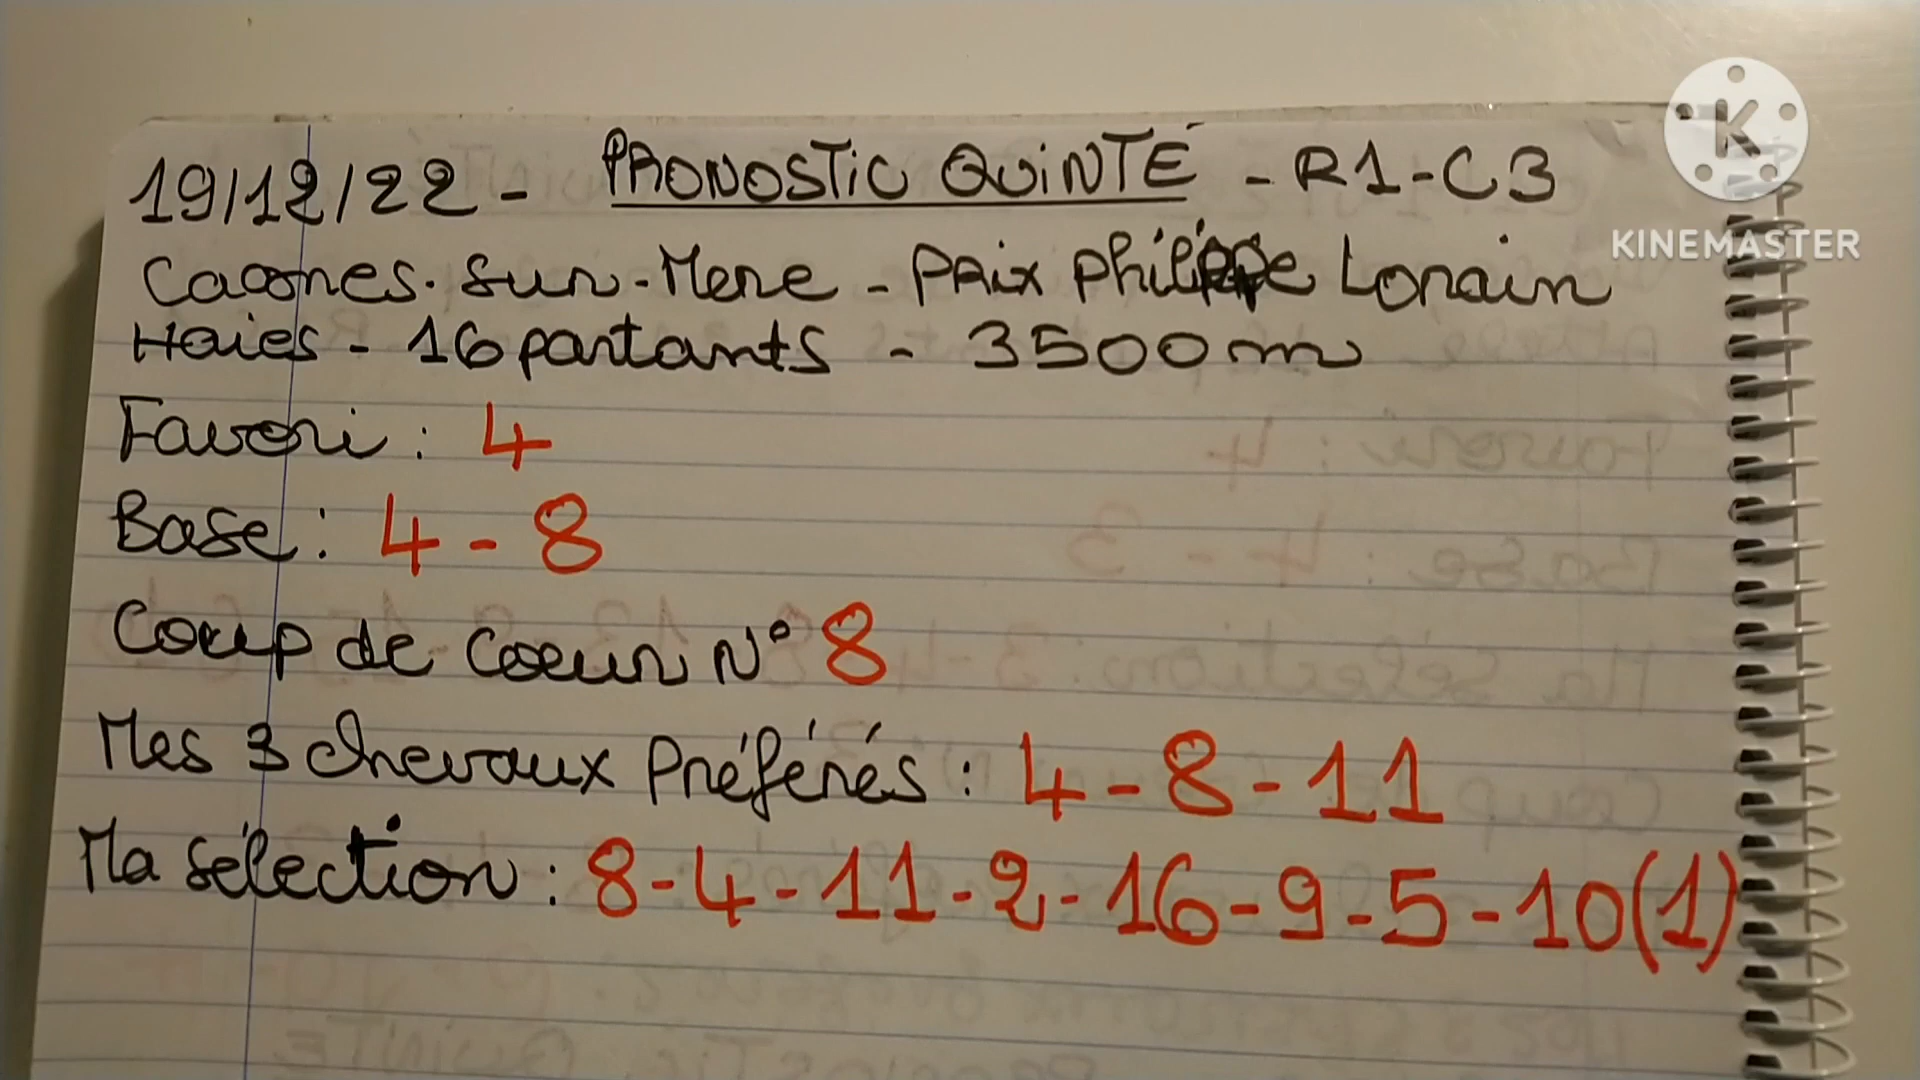 19/12/22 - PRONOSTIC QUINTÉ - R1-C3
Cagnes-sur-Mere - Prix Philippe Lorain
Haies - 16 partants - 3500m
Favori : 4
Base : 4 - 8
Coup de Coeur N° 8
Mes 3 chevaux Préférés : 4 - 8 - 11
Ma sélection : 8 - 4 - 11 - 2 - 16 - 9 - 5 - 10 (1)
KINEMASTER